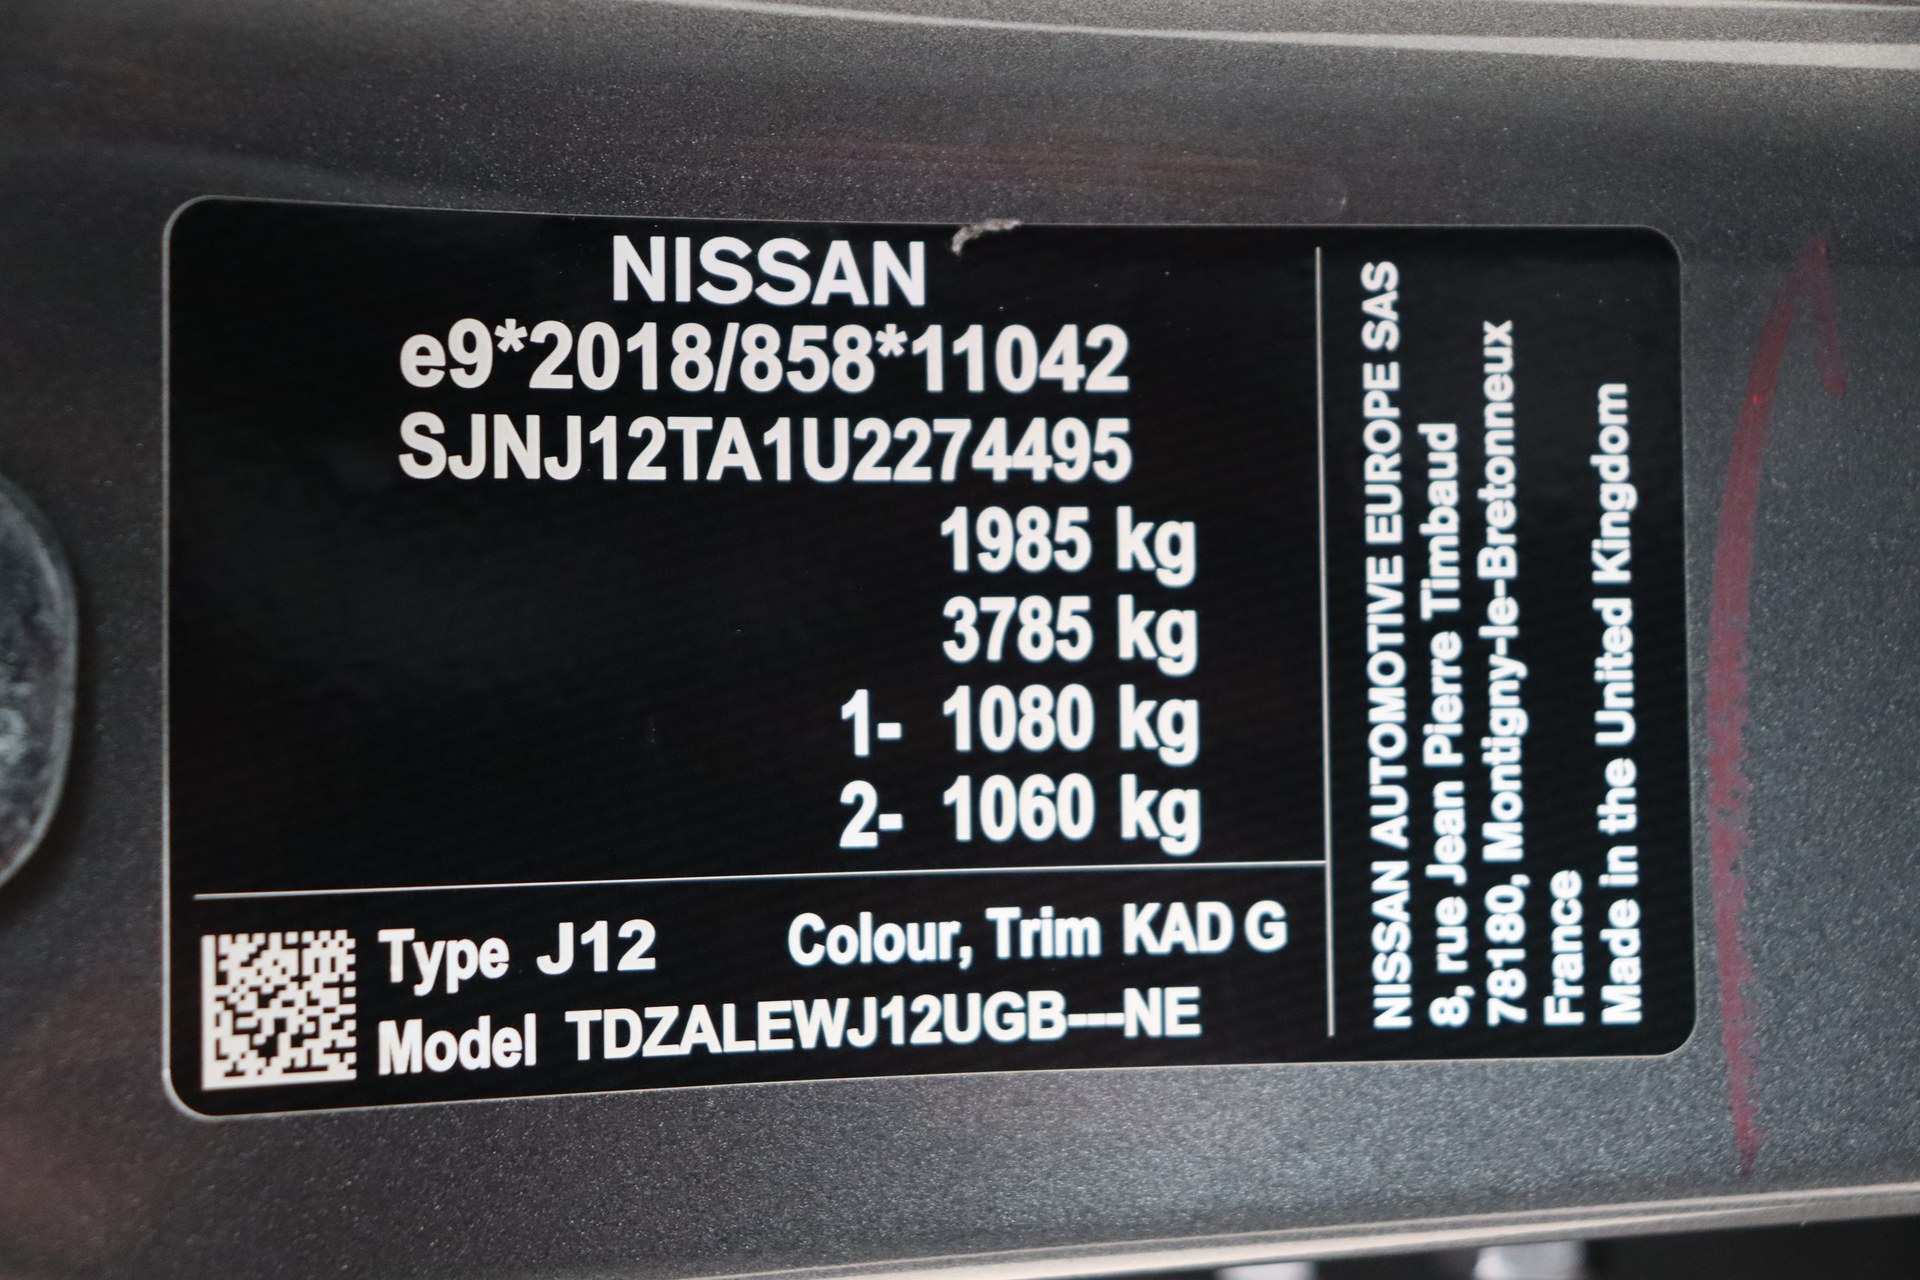 NISSAN
e9*2018/858*11042
SJNJ12TA1U2274495
1985 kg
3785 kg
1- 1080 kg
2- 1060 kg
Type J12 Colour, Trim KAD G
Model TDZALEWJ12UGB---NE
NISSAN AUTOMOTIVE EUROPE SAS
8, rue Jean Pierre Timbaud
78180, Montigny-le-Bretonneux
France
Made in the United Kingdom